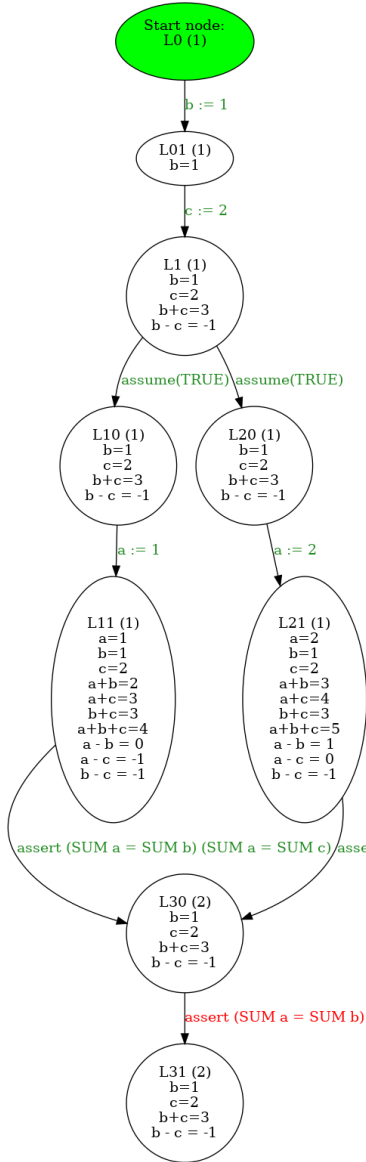 Start node:
L0 (1)
b := 1
L01 (1)
b=1
c := 2
L1 (1)
b=1
c=2
b+c=3
b - c = -1
assume(TRUE)
assume(TRUE)
L10 (1)
b=1
c=2
b+c=3
b - c = -1
L20 (1)
b=1
c=2
b+c=3
b - c = -1
a := 1
a := 2
L11 (1)
a=1
b=1
c=2
a+b=2
a+c=3
b+c=3
a+b+c=4
a - b = 0
a - c = -1
b - c = -1
L21 (1)
a=2
b=1
c=2
a+b=3
a+c=4
b+c=3
a+b+c=5
a - b = 1
a - c = 0
b - c = -1
assert (SUM a = SUM b) (SUM a = SUM c)
asse
L30 (2)
b=1
c=2
b+c=3
b - c = -1
assert (SUM a = SUM b)
L31 (2)
b=1
c=2
b+c=3
b - c = -1